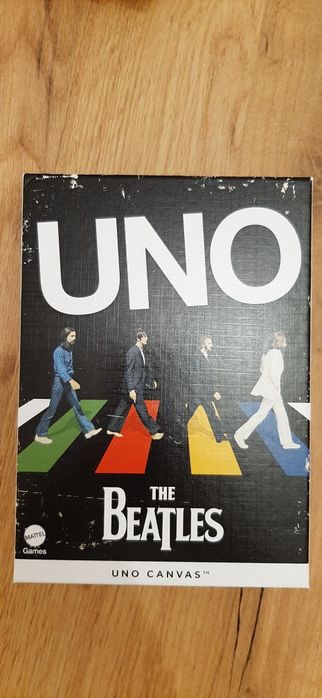 UNO
THE
BEATLES
MATTEL
Games
UNO CANVAS™